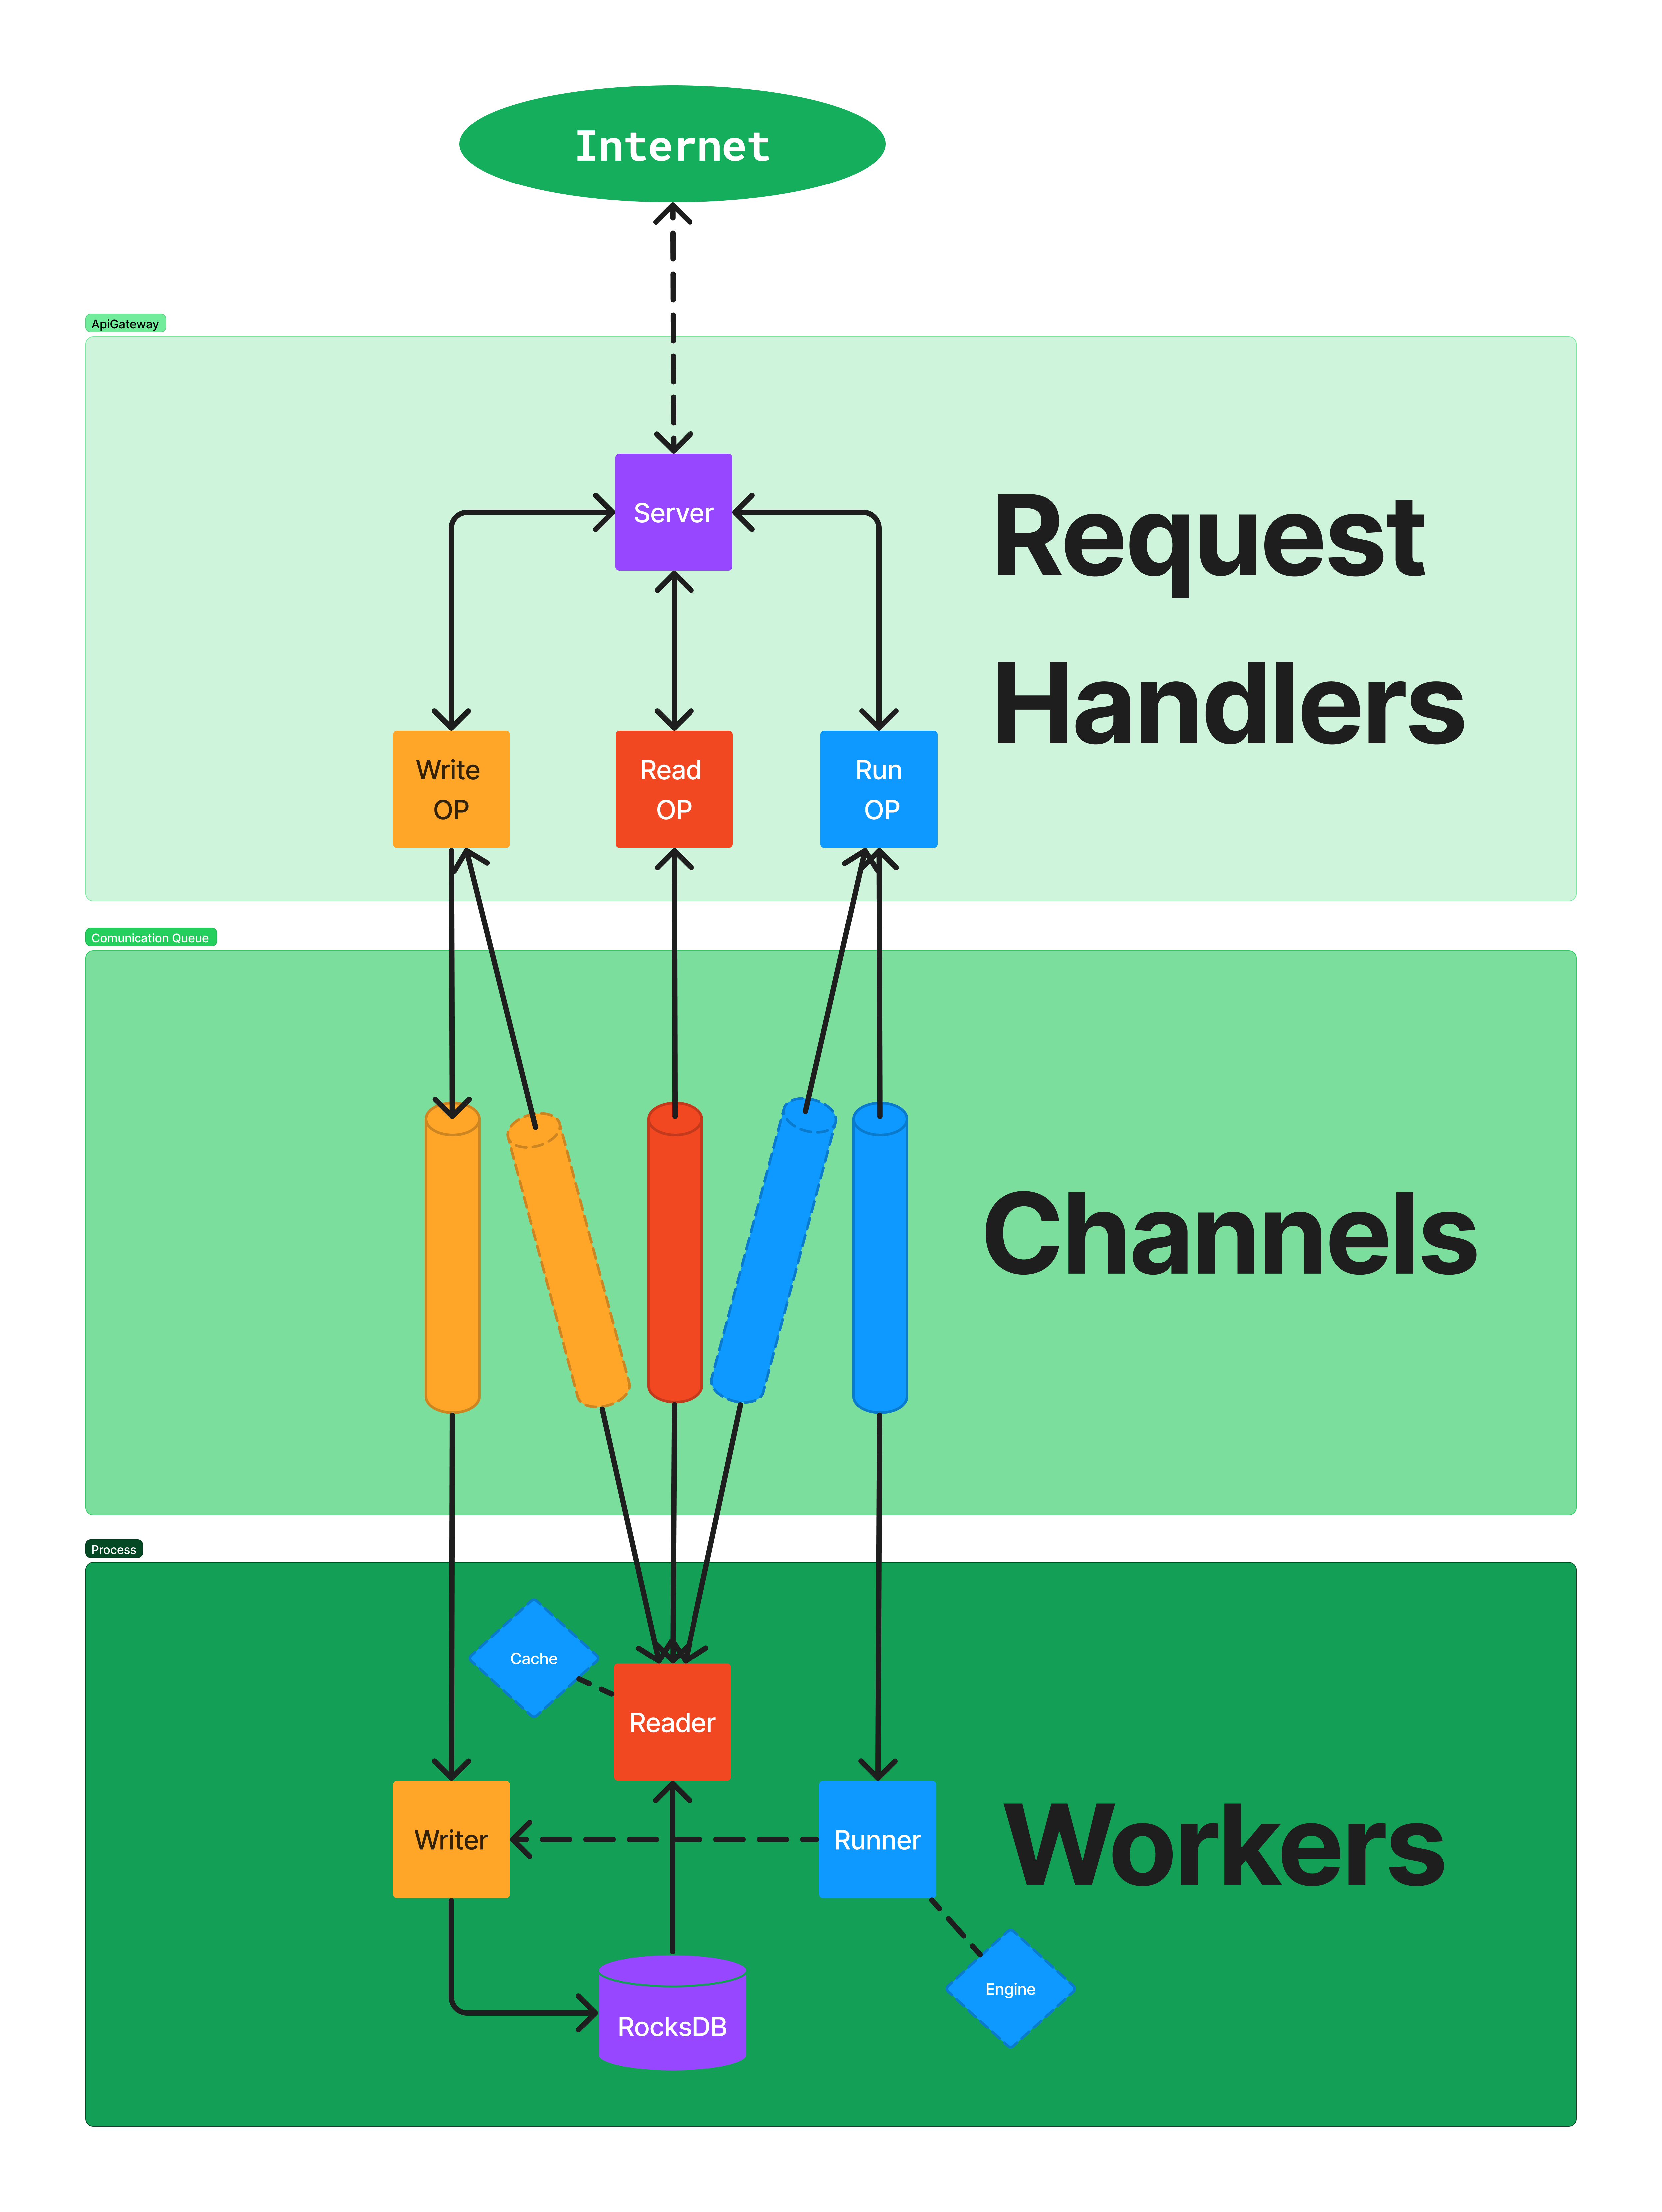 Internet
ApiGateway
Server
Request
Handlers
Write
OP
Read
OP
Run
OP
Comunication Queue
Channels
Process
Cache
Reader
Writer
Runner
Workers
Engine
RocksDB